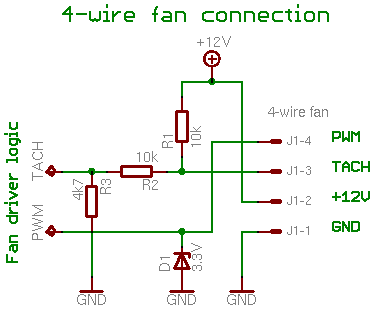 4-wire fan connection
+12V
4-wire fan
R1
10k
J1-4 PWM
Fan driver logic
TACH
10k
R2
J1-3 TACH
4k7
R3
J1-2 +12V
PWM
J1-1 GND
D1
3.3V
GND
GND
GND